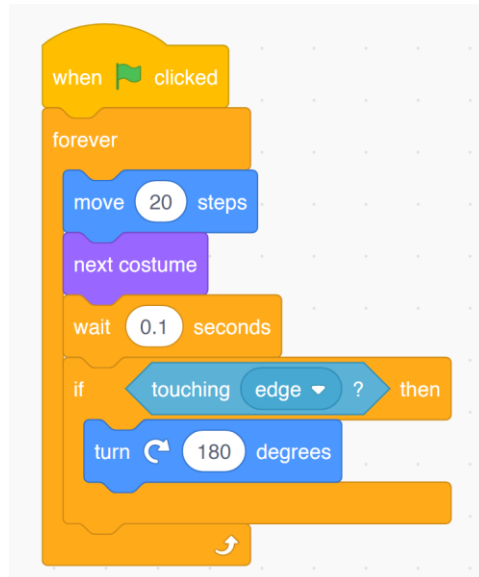 when clicked
forever
move 20 steps
next costume
wait 0.1 seconds
if touching edge ? then
turn 180 degrees